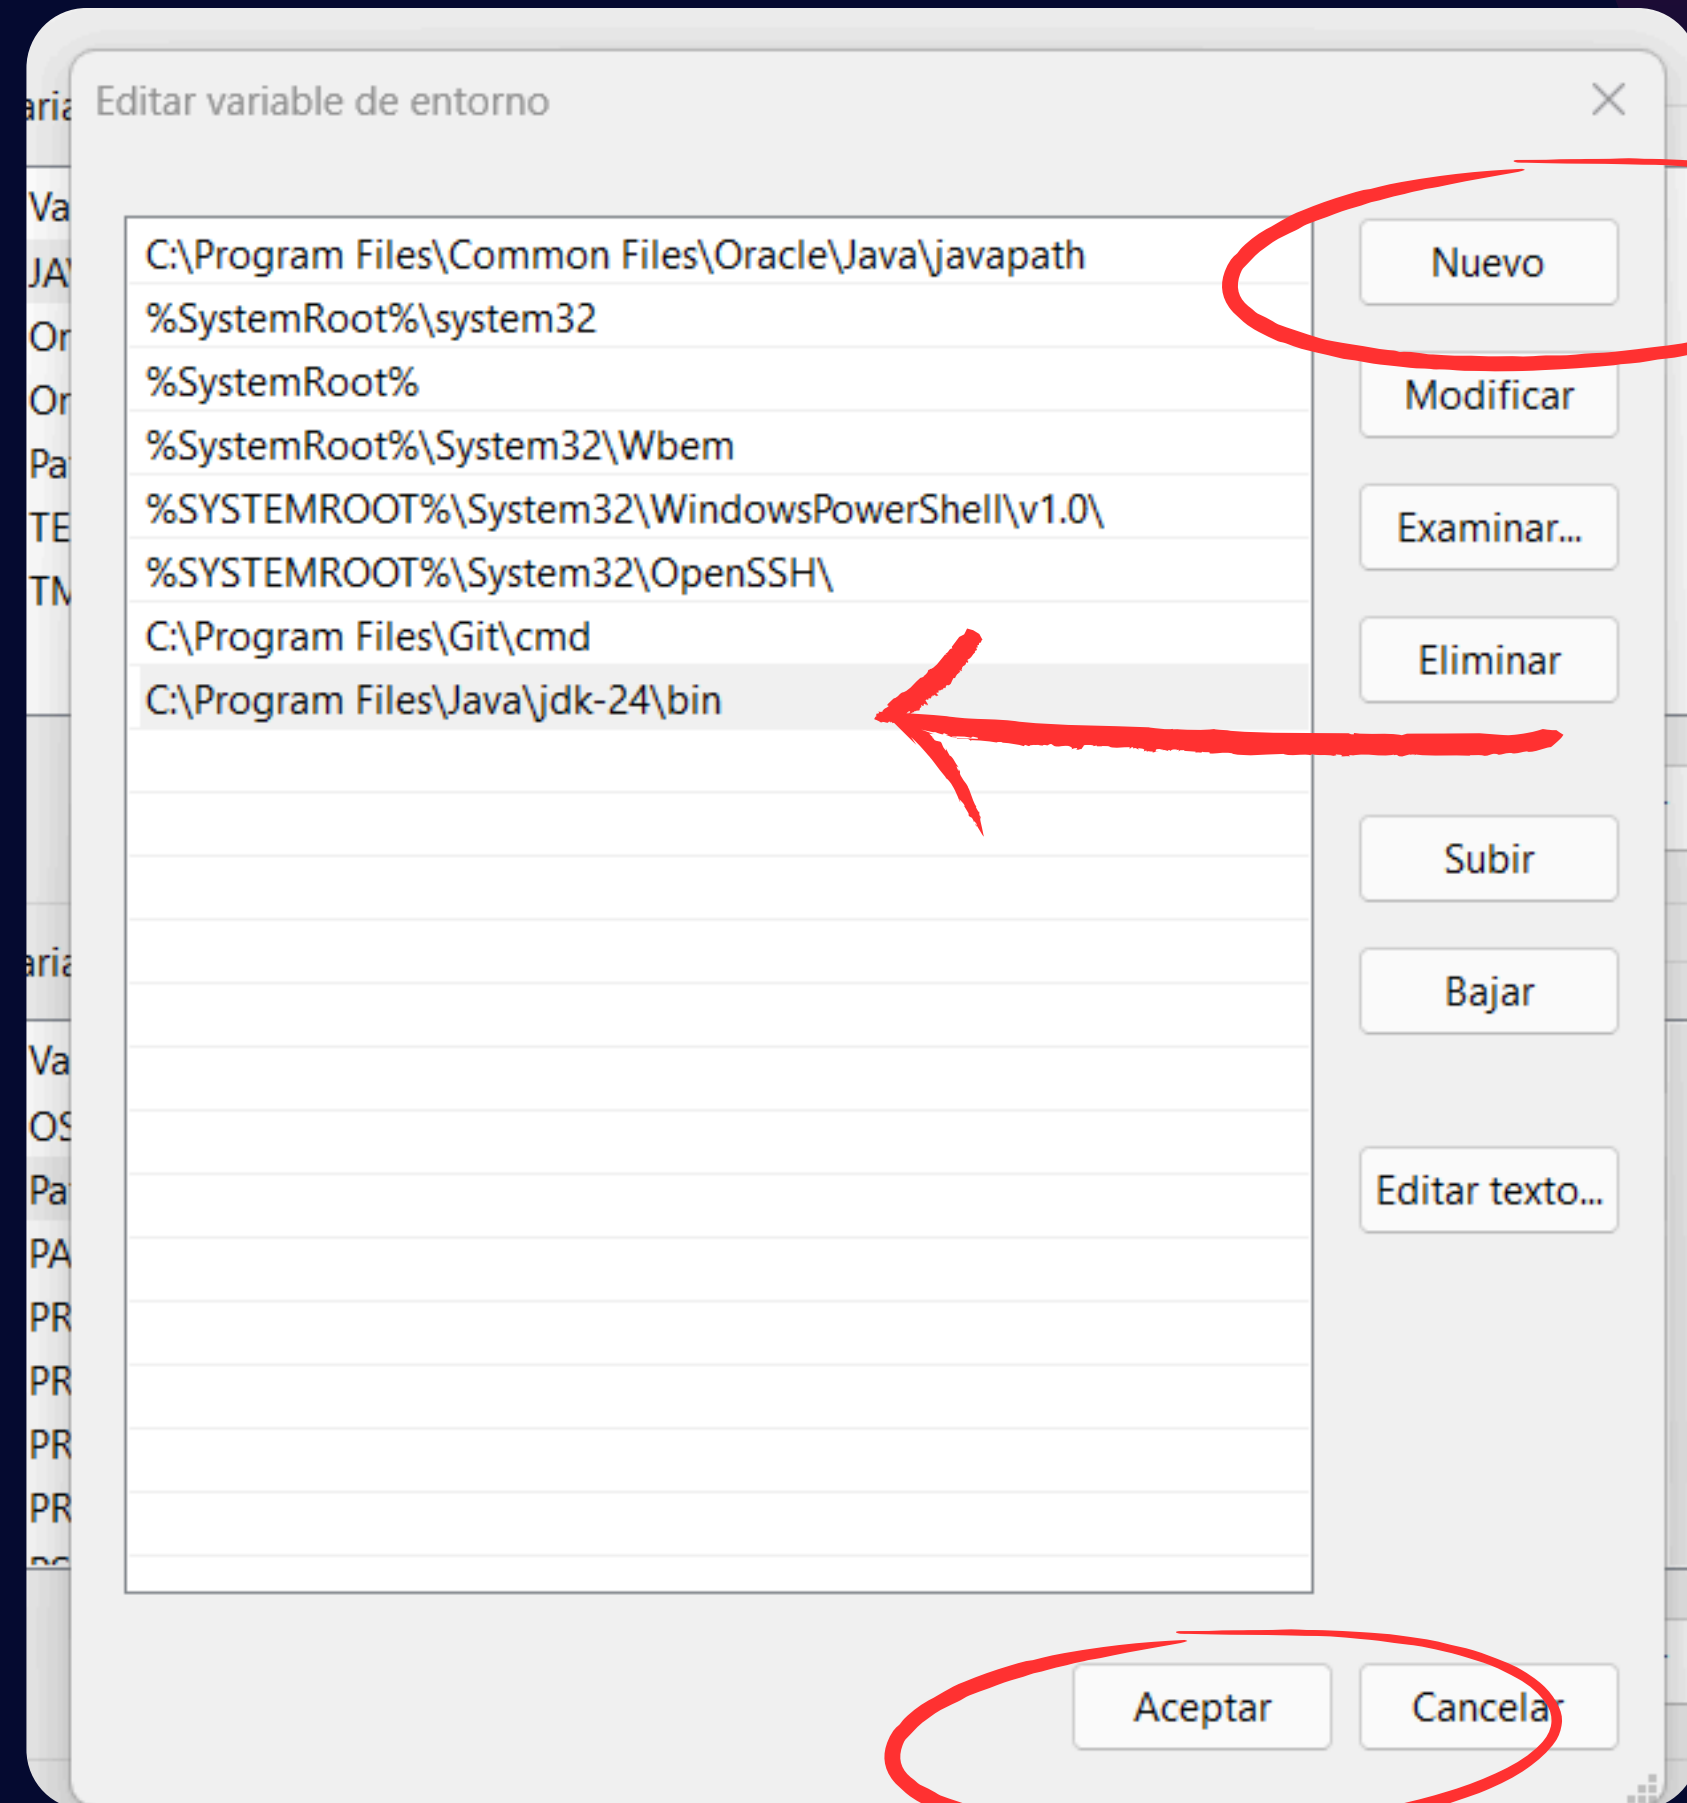 Editar variable de entorno
C:\Program Files\Common Files\Oracle\Java\javapath
%SystemRoot%\system32
%SystemRoot%
%SystemRoot%\System32\Wbem
%SYSTEMROOT%\System32\WindowsPowerShell\v1.0\
%SYSTEMROOT%\System32\OpenSSH\
C:\Program Files\Git\cmd
C:\Program Files\Java\jdk-24\bin
Nuevo
Modificar
Examinar...
Eliminar
Subir
Bajar
Editar texto...
Aceptar
Cancelar